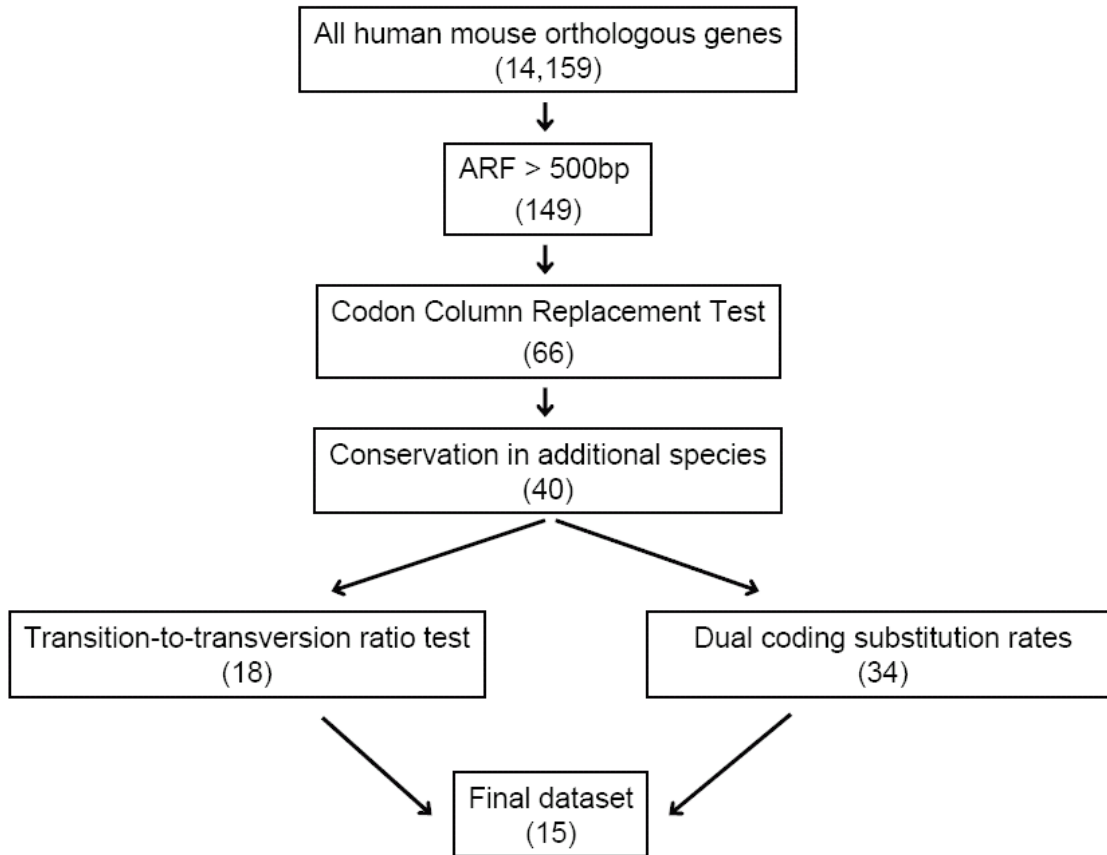 All human mouse orthologous genes
(14,159)
ARF > 500bp
(149)
Codon Column Replacement Test
(66)
Conservation in additional species
(40)
Transition-to-transversion ratio test
(18)
Dual coding substitution rates
(34)
Final dataset
(15)